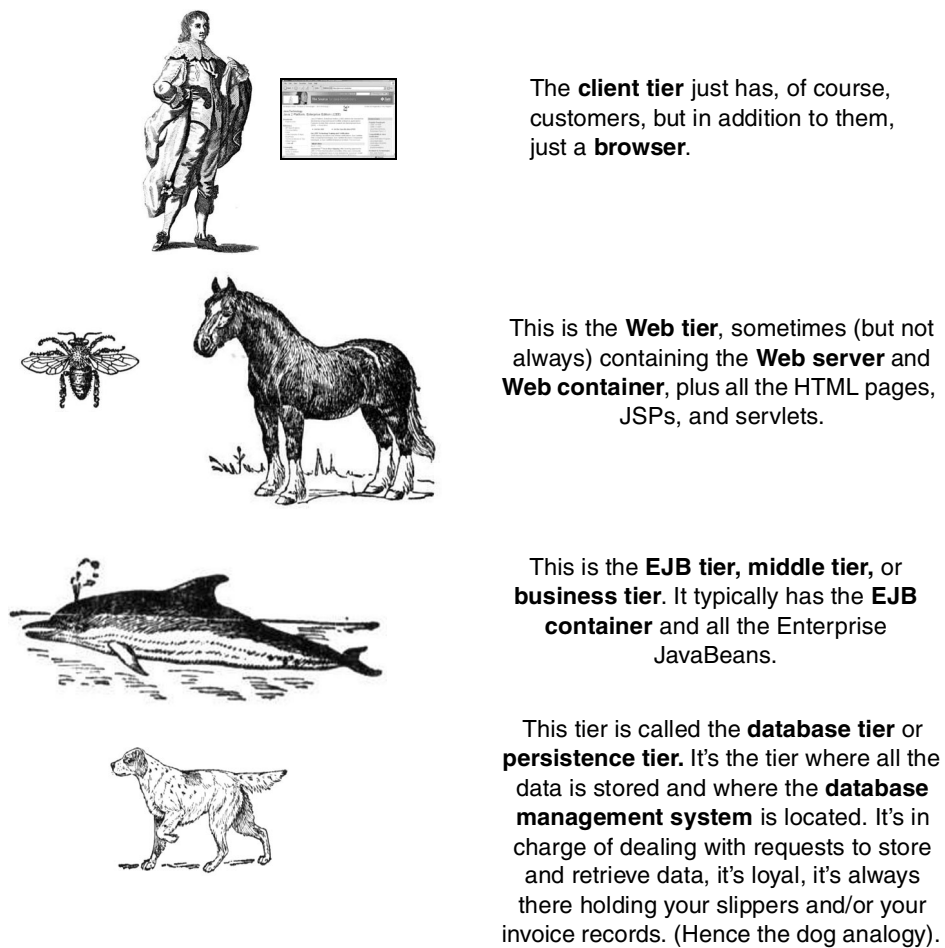 The client tier just has, of course,
customers, but in addition to them,
just a browser.
This is the Web tier, sometimes (but not
always) containing the Web server and
Web container, plus all the HTML pages,
JSPs, and servlets.
This is the EJB tier, middle tier, or
business tier. It typically has the EJB
container and all the Enterprise
JavaBeans.
This tier is called the database tier or
persistence tier. It’s the tier where all the
data is stored and where the database
management system is located. It’s in
charge of dealing with requests to store
and retrieve data, it’s loyal, it’s always
there holding your slippers and/or your
invoice records. (Hence the dog analogy).